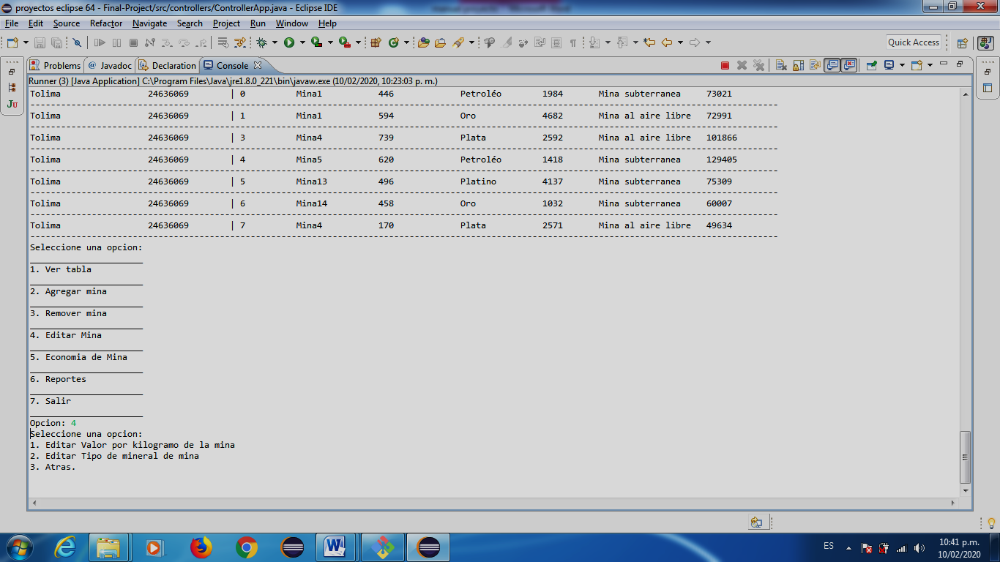 proyectos eclipse 64 - Final-Project/src/controllers/ControllerApp.java - Eclipse IDE
File Edit Source Refactor Navigate Search Project Run Window Help
Quick Access
Problems Javadoc Declaration Console
Runner (3) [Java Application] C:\Program Files\Java\jre1.8.0_221\bin\javaw.exe (10/02/2020, 10:23:03 p. m.)
Tolima 24636069 | 0 Mina1 446 Petroléo 1984 Mina subterranea 73021
Tolima 24636069 | 1 Mina1 594 Oro 4682 Mina al aire libre 72991
Tolima 24636069 | 3 Mina4 739 Plata 2592 Mina al aire libre 101866
Tolima 24636069 | 4 Mina5 620 Petroléo 1418 Mina subterranea 129405
Tolima 24636069 | 5 Mina13 496 Platino 4137 Mina subterranea 75309
Tolima 24636069 | 6 Mina14 458 Oro 1032 Mina subterranea 60007
Tolima 24636069 | 7 Mina4 170 Plata 2571 Mina al aire libre 49634
Seleccione una opcion:
1. Ver tabla
2. Agregar mina
3. Remover mina
4. Editar Mina
5. Economia de Mina
6. Reportes
7. Salir
Opcion: 4
Seleccione una opcion:
1. Editar Valor por kilogramo de la mina
2. Editar Tipo de mineral de mina
3. Atras.
ES
10:41 p.m.
10/02/2020